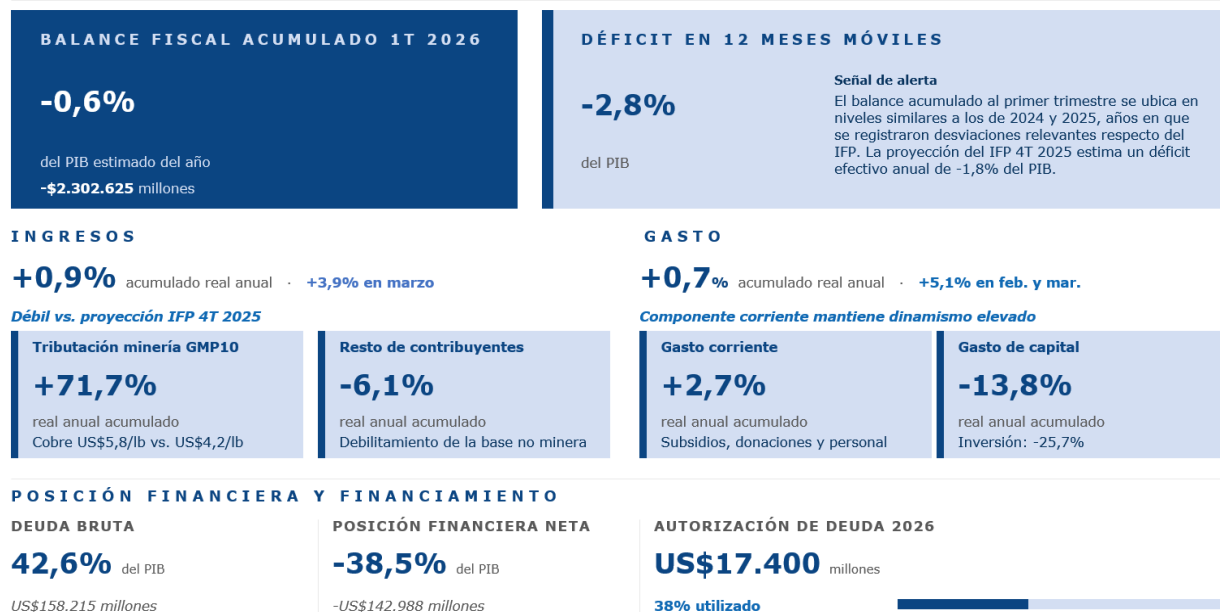 BALANCE FISCAL ACUMULADO 1T 2026
-0,6%
del PIB estimado del año
-$2.302.625 millones
DÉFICIT EN 12 MESES MÓVILES
-2,8%
del PIB
Señal de alerta
El balance acumulado al primer trimestre se ubica en
niveles similares a los de 2024 y 2025, años en que
se registraron desviaciones relevantes respecto del
IFP. La proyección del IFP 4T 2025 estima un déficit
efectivo anual de -1,8% del PIB.
INGRESOS
+0,9% acumulado real anual · +3,9% en marzo
Débil vs. proyección IFP 4T 2025
Tributación minería GMP10
+71,7%
real anual acumulado
Cobre US$5,8/lb vs. US$4,2/lb
Resto de contribuyentes
-6,1%
real anual acumulado
Debilitamiento de la base no minera
GASTO
+0,7% acumulado real anual · +5,1% en feb. y mar.
Componente corriente mantiene dinamismo elevado
Gasto corriente
+2,7%
real anual acumulado
Subsidios, donaciones y personal
Gasto de capital
-13,8%
real anual acumulado
Inversión: -25,7%
POSICIÓN FINANCIERA Y FINANCIAMIENTO
DEUDA BRUTA
42,6% del PIB
US$158.215 millones
POSICIÓN FINANCIERA NETA
-38,5% del PIB
-US$142.988 millones
AUTORIZACIÓN DE DEUDA 2026
US$17.400 millones
38% utilizado